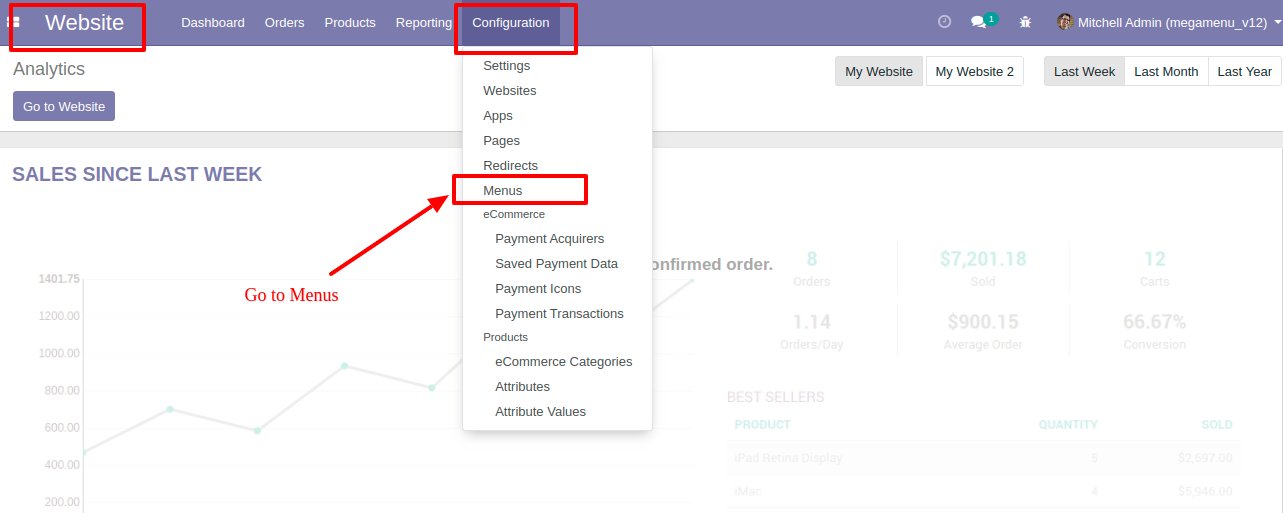 Website Dashboard Orders Products Reporting Configuration 1 Mitchell Admin (megamenu_v12)
Analytics My Website My Website 2 Last Week Last Month Last Year
Go to Website
Settings
Websites
Apps
Pages
Redirects
Menus
eCommerce
Payment Acquirers
Saved Payment Data
Payment Icons
Payment Transactions
Products
eCommerce Categories
Attributes
Attribute Values
SALES SINCE LAST WEEK
Go to Menus
onfirmed order.
1401.75
1200.00
1000.00
800.00
600.00
400.00
200.00
8 $7,201.18 12
Orders Sold Carts
1.14 $900.15 66.67%
Orders/Day Average Order Conversion
BEST SELLERS
PRODUCT QUANTITY SOLD
iPad Retina Display 5 $2,697.00
iMac 4 $5,946.00